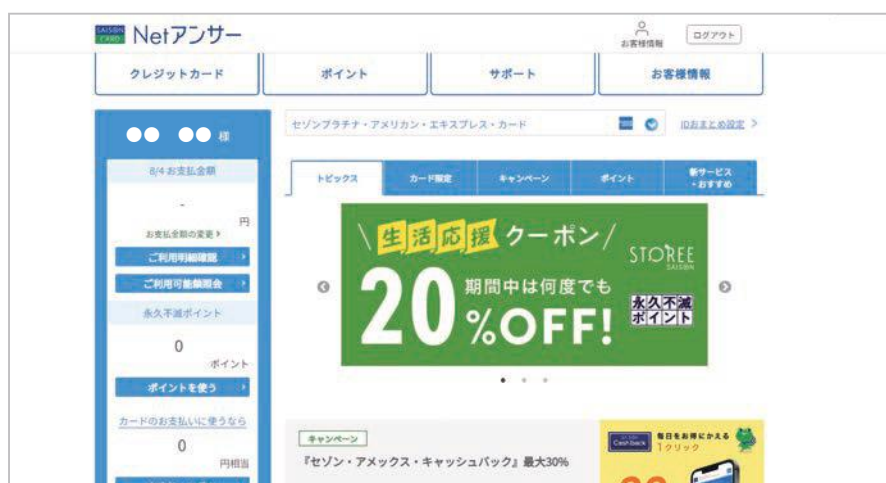 SAISON CARD Netアンサー
お客様情報
ログアウト
クレジットカード
ポイント
サポート
お客様情報
●● ●● 様
8/4 お支払金額
-
円
お支払金額の変更 >
ご利用明細確認
ご利用可能額照会
永久不滅ポイント
0
ポイント
ポイントを使う
カードのお支払いに使うなら
0
円相当
セゾンプラチナ・アメリカン・エキスプレス・カード
IDおまとめ設定 >
トピックス
カード限定
キャンペーン
ポイント
新サービス
・おすすめ
生活応援クーポン
20%OFF!
期間中は何度でも
STOREE
SAISON
永久不滅
ポイント
キャンペーン
『セゾン・アメックス・キャッシュバック』最大30%
Cash back
毎日をお得にかえる
1クリック